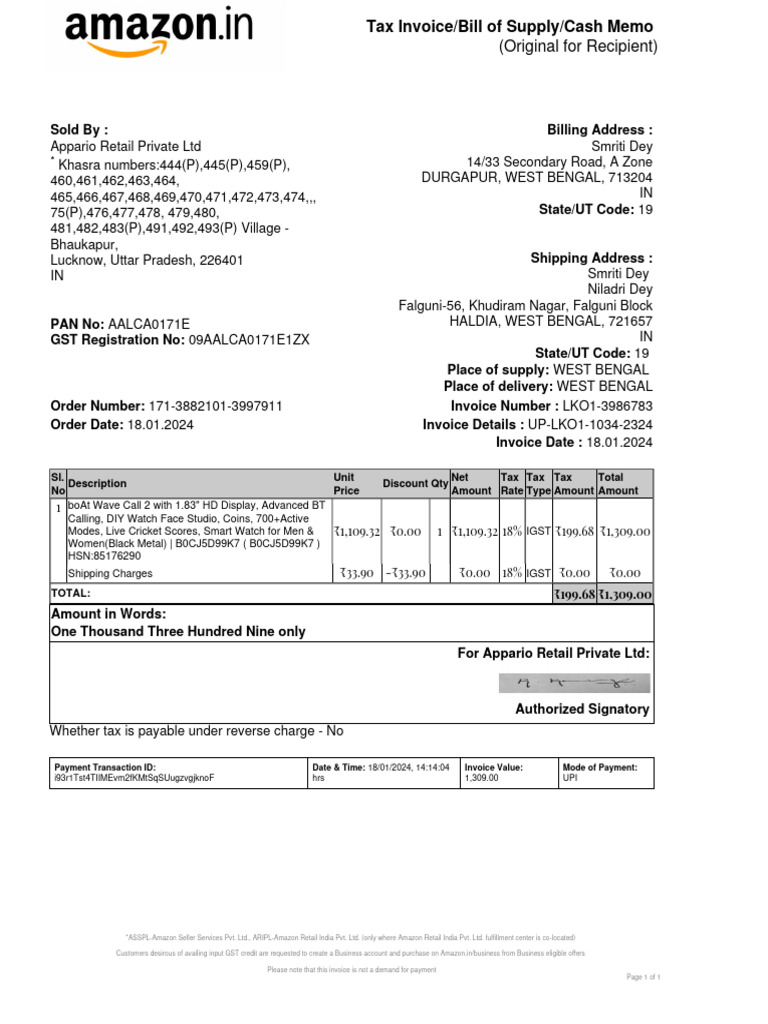 amazon.in
Tax Invoice/Bill of Supply/Cash Memo
(Original for Recipient)
Sold By :
Appario Retail Private Ltd
* Khasra numbers:444(P),445(P),459(P),
460,461,462,463,464,
465,466,467,468,469,470,471,472,473,474,,,
75(P),476,477,478, 479,480,
481,482,483(P),491,492,493(P) Village -
Bhaukapur,
Lucknow, Uttar Pradesh, 226401
IN
PAN No: AALCA0171E
GST Registration No: 09AALCA0171E1ZX
Billing Address :
Smriti Dey
14/33 Secondary Road, A Zone
DURGAPUR, WEST BENGAL, 713204
IN
State/UT Code: 19
Shipping Address :
Smriti Dey
Niladri Dey
Falguni-56, Khudiram Nagar, Falguni Block
HALDIA, WEST BENGAL, 721657
IN
State/UT Code: 19
Place of supply: WEST BENGAL
Place of delivery: WEST BENGAL
Order Number: 171-3882101-3997911
Order Date: 18.01.2024
Invoice Number : LKO1-3986783
Invoice Details : UP-LKO1-1034-2324
Invoice Date : 18.01.2024
Sl. No Description Unit Price Discount Qty Net Amount Tax Rate Tax Type Tax Amount Total Amount
1 boAt Wave Call 2 with 1.83" HD Display, Advanced BT
Calling, DIY Watch Face Studio, Coins, 700+Active
Modes, Live Cricket Scores, Smart Watch for Men & ₹1,109.32 ₹0.00 1 ₹1,109.32 18% IGST ₹199.68 ₹1,309.00
Women(Black Metal) | B0CJ5D99K7 ( B0CJ5D99K7 )
HSN:85176290
Shipping Charges ₹33.90 -₹33.90 ₹0.00 18% IGST ₹0.00 ₹0.00
TOTAL: ₹199.68 ₹1,309.00
Amount in Words:
One Thousand Three Hundred Nine only
For Appario Retail Private Ltd:
Authorized Signatory
Whether tax is payable under reverse charge - No
Payment Transaction ID:
i93r1Tst4TIlMEvm2fKMtSqSUugzvgjknoF
Date & Time: 18/01/2024, 14:14:04
hrs
Invoice Value:
1,309.00
Mode of Payment:
UPI
*ASSPL-Amazon Seller Services Pvt. Ltd., ARIPL-Amazon Retail India Pvt. Ltd. (only where Amazon Retail India Pvt. Ltd. fulfillment center is co-located)
Customers desirous of availing input GST credit are requested to create a Business account and purchase on Amazon.in/business from Business eligible offers
Please note that this invoice is not a demand for payment
Page 1 of 1